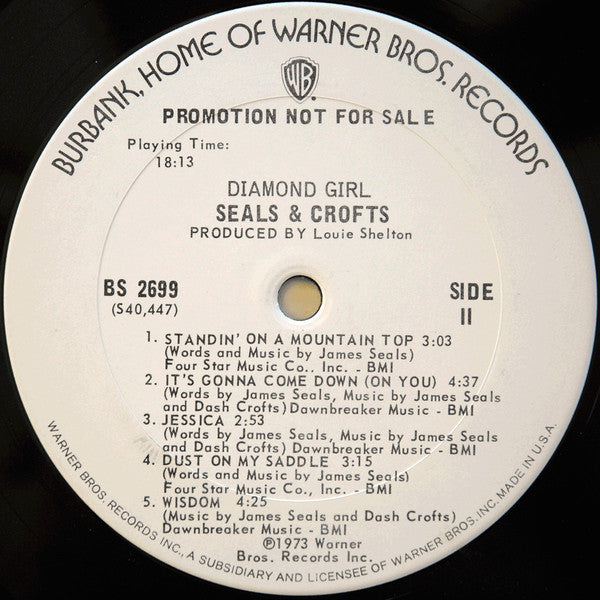 BURBANK, HOME OF WARNER BROS. RECORDS
WB
PROMOTION NOT FOR SALE
Playing Time:
18:13
DIAMOND GIRL
SEALS & CROFTS
PRODUCED BY Louie Shelton
BS 2699
(S40,447)
SIDE
II
1. STANDIN' ON A MOUNTAIN TOP 3:03
(Words and Music by James Seals)
Four Star Music Co., Inc. - BMI
2. IT'S GONNA COME DOWN (ON YOU) 4:37
(Words by James Seals, Music by James Seals
and Dash Crofts) Dawnbreaker Music - BMI
3. JESSICA 2:53
(Words by James Seals, Music by James Seals
and Dash Crofts) Dawnbreaker Music - BMI
4. DUST ON MY SADDLE 3:15
(Words and Music by James Seals)
Four Star Music Co., Inc. - BMI
5. WISDOM 4:25
(Music by James Seals and Dash Crofts)
Dawnbreaker Music - BMI
℗1973 Warner
Bros. Records Inc.
WARNER BROS. RECORDS INC., A SUBSIDIARY AND LICENSEE OF WARNER BROS. INC. MADE IN U.S.A.